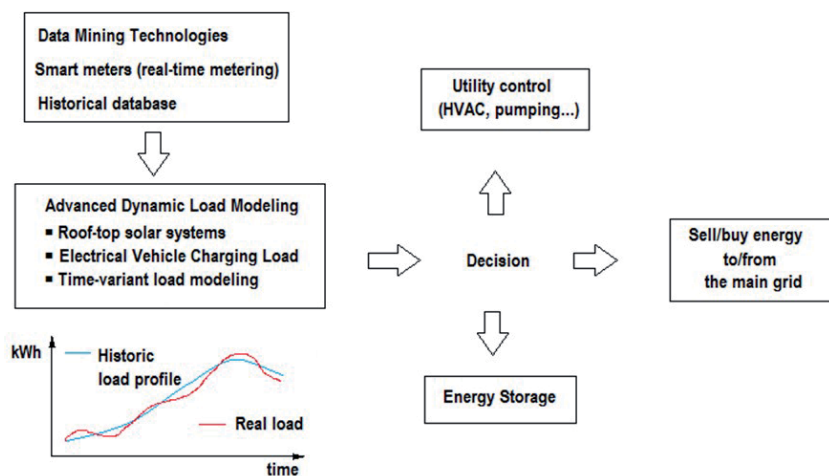 Data Mining Technologies
Smart meters (real-time metering)
Historical database
Advanced Dynamic Load Modeling
▪ Roof-top solar systems
▪ Electrical Vehicle Charging Load
▪ Time-variant load modeling
Utility control
(HVAC, pumping...)
Decision
Sell/buy energy
to/from
the main grid
Energy Storage
kWh
Historic
load profile
Real load
time